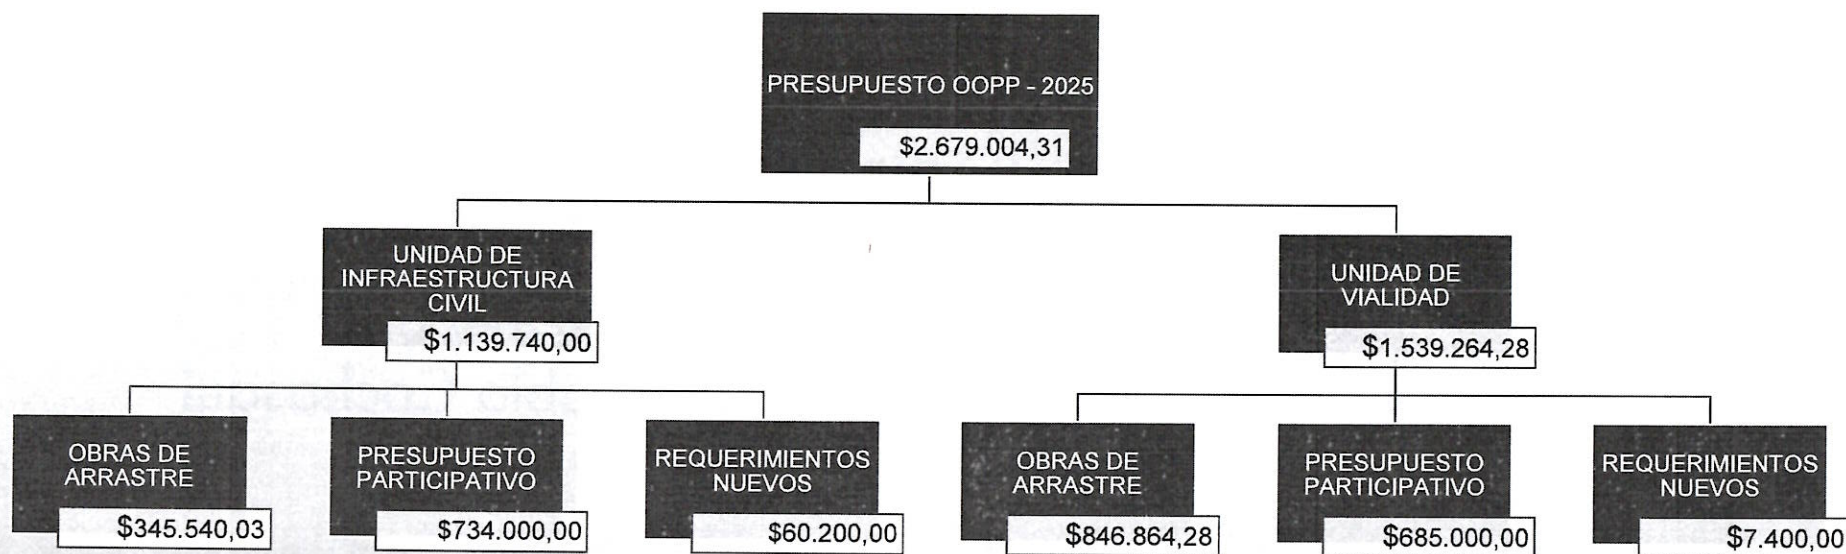 PRESUPUESTO OOPP - 2025
$2.679.004,31
UNIDAD DE
INFRAESTRUCTURA
CIVIL
$1.139.740,00
UNIDAD DE
VIALIDAD
$1.539.264,28
OBRAS DE
ARRASTRE
$345.540,03
PRESUPUESTO
PARTICIPATIVO
$734.000,00
REQUERIMIENTOS
NUEVOS
$60.200,00
OBRAS DE
ARRASTRE
$846.864,28
PRESUPUESTO
PARTICIPATIVO
$685.000,00
REQUERIMIENTOS
NUEVOS
$7.400,00